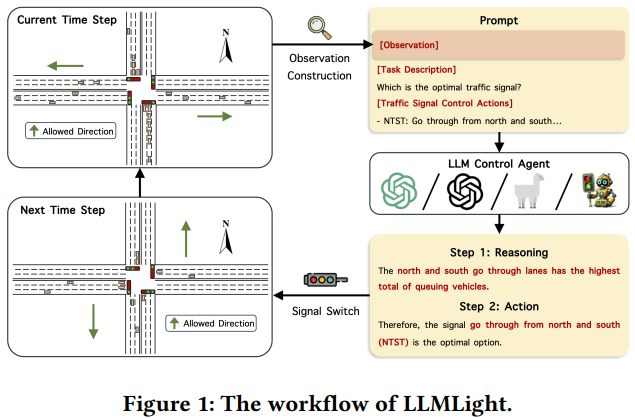 Current Time Step
N
Allowed Direction
Observation
Construction
Prompt
[Observation]
[Task Description]
Which is the optimal traffic signal?
[Traffic Signal Control Actions]
- NTST: Go through from north and south...
LLM Control Agent
/ / /
Step 1: Reasoning
The north and south go through lanes has the highest
total of queuing vehicles.
Step 2: Action
Therefore, the signal go through from north and south
(NTST) is the optimal option.
Signal Switch
Next Time Step
N
Allowed Direction
Figure 1: The workflow of LLMLight.